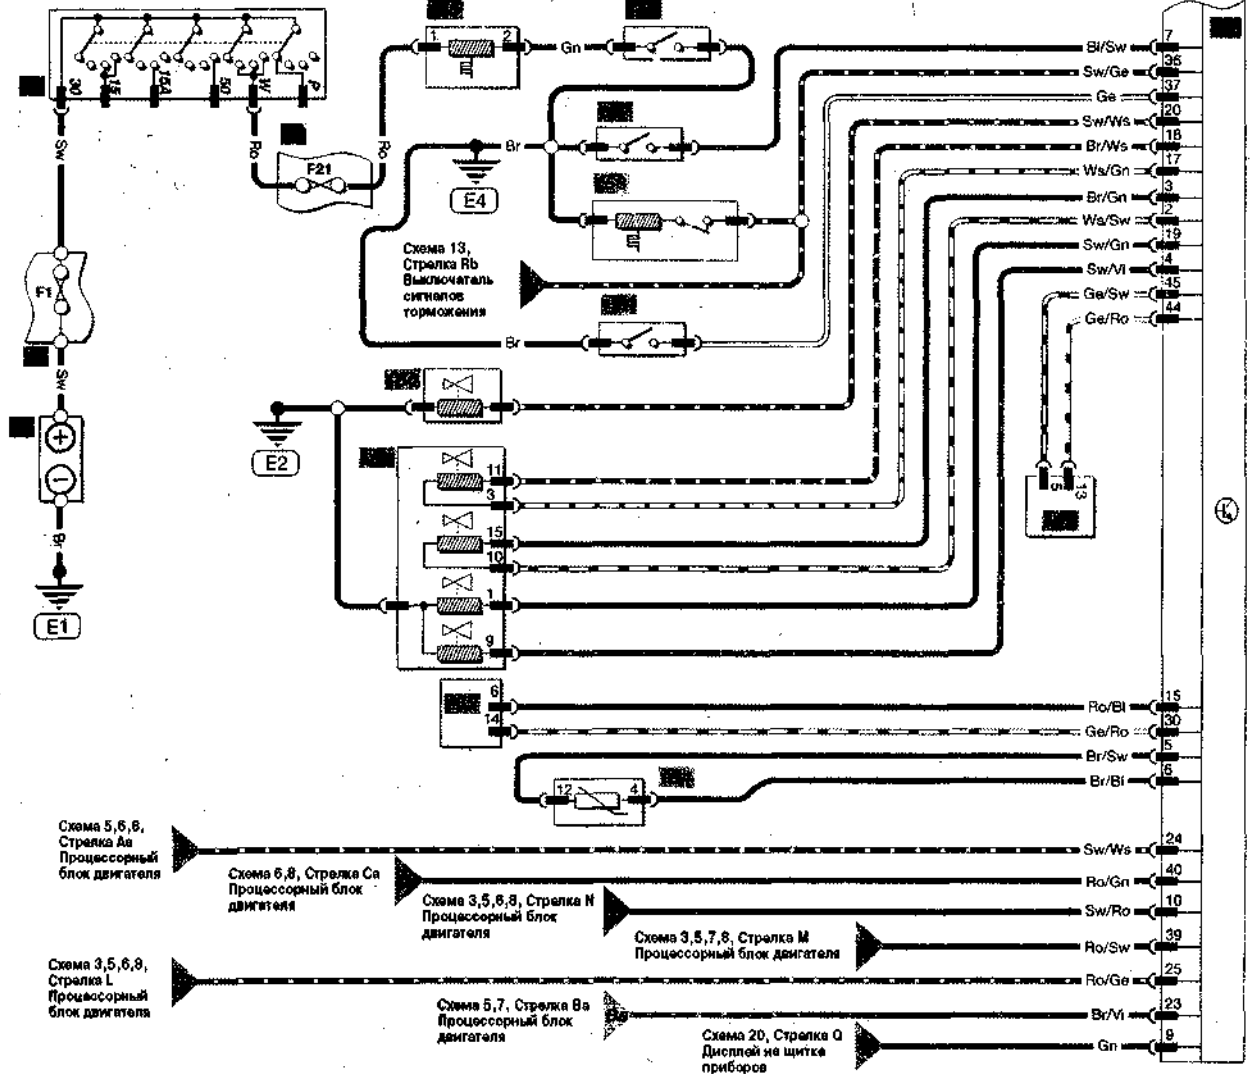 30
15
15A
50
W
P
Sw
Ro
F21
Ro
1
2
Gn
Br
E4
F1
Sw
+
−
Br
E1
Схема 13,
Стрелка Rb
Выключатель
сигналов
торможения
Br
E2
11
3
15
10
1
9
6
14
12
4
5
13
Bl/Sw 7
Sw/Ge 36
Ge 37
Sw/Ws 20
Br/Ws 18
Ws/Gn 17
Br/Gn 3
Ws/Sw 2
Sw/Gn 19
Sw/Vi 4
Ge/Sw 45
Ge/Ro 44
Ro/Bl 15
Ge/Ro 30
Br/Sw 5
Br/Bl 6
Sw/Ws 24
Ro/Gn 40
Sw/Ro 10
Ro/Sw 39
Ro/Ge 25
Br/Vi 23
Gn 9
Схема 5,6,8,
Стрелка Aa
Процессорный
блок двигателя
Схема 6,8, Стрелка Ca
Процессорный блок
двигателя
Схема 3,5,6,8, Стрелка N
Процессорный блок
двигателя
Схема 3,5,7,8, Стрелка M
Процессорный блок двигателя
Схема 3,5,6,8,
Стрелка L
Процессорный
блок двигателя
Схема 5,7, Стрелка Ba
Процессорный блок
двигателя
Ba
Схема 20, Стрелка Q
Дисплей на щитке
приборов